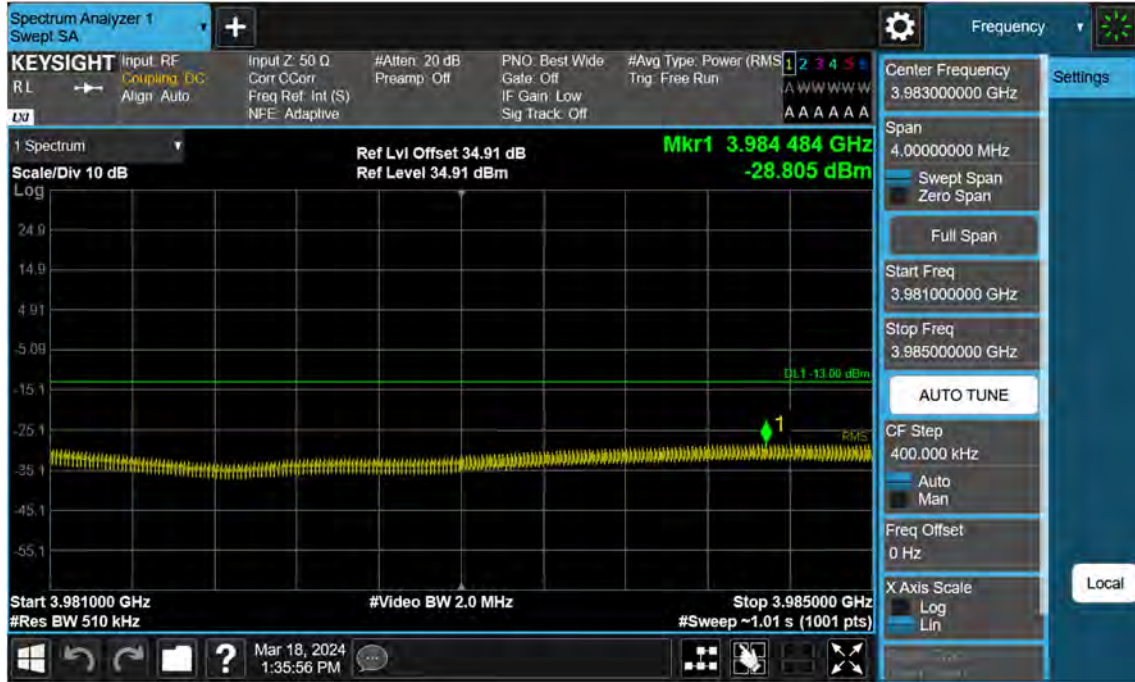 Spectrum Analyzer 1
Swept SA
Frequency
KEYSIGHT
RL
LXI
Input: RF
Coupling: DC
Align: Auto
Input Z: 50 Ω
Corr CCorr
Freq Ref: Int (S)
NFE: Adaptive
#Atten: 20 dB
Preamp: Off
PNO: Best Wide
Gate: Off
IF Gain: Low
Sig Track: Off
#Avg Type: Power (RMS
Trig: Free Run
1 2 3 4 5 6
A W W W W W
A A A A A A
1 Spectrum
Scale/Div 10 dB
Log
Ref Lvl Offset 34.91 dB
Ref Level 34.91 dBm
Mkr1 3.984 484 GHz
-28.805 dBm
24.9
14.9
4.91
-5.09
DL1 -13.00 dBm
-15.1
1
-25.1
RMS
-35.1
-45.1
-55.1
Start 3.981000 GHz
#Video BW 2.0 MHz
Stop 3.985000 GHz
#Res BW 510 kHz
#Sweep ~1.01 s (1001 pts)
?
Mar 18, 2024
1:35:56 PM
Center Frequency
3.983000000 GHz
Settings
Span
4.00000000 MHz
Swept Span
Zero Span
Full Span
Start Freq
3.981000000 GHz
Stop Freq
3.985000000 GHz
AUTO TUNE
CF Step
400.000 kHz
Auto
Man
Freq Offset
0 Hz
X Axis Scale
Log
Lin
Local